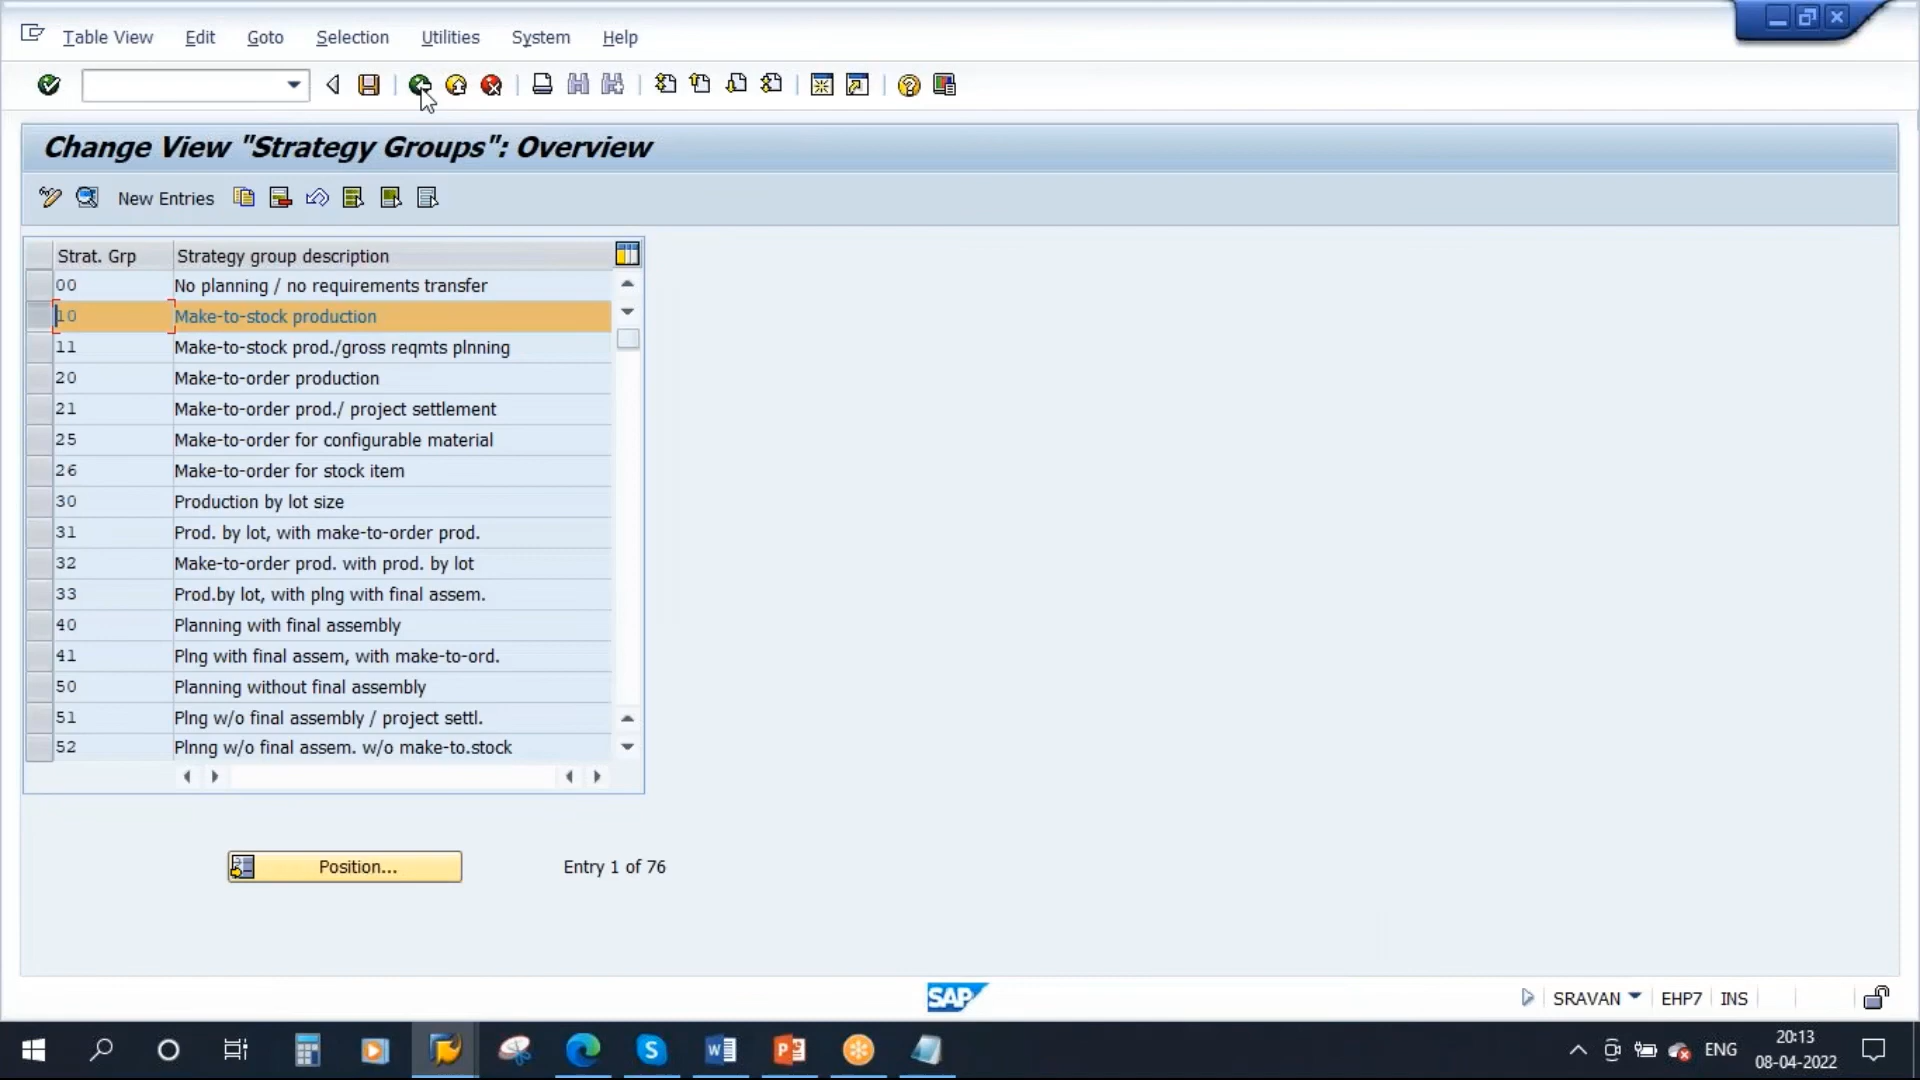 Table View Edit Goto Selection Utilities System Help
Change View "Strategy Groups": Overview
New Entries
Strat. Grp Strategy group description
00 No planning / no requirements transfer
10 Make-to-stock production
11 Make-to-stock prod./gross reqmts plnning
20 Make-to-order production
21 Make-to-order prod./ project settlement
25 Make-to-order for configurable material
26 Make-to-order for stock item
30 Production by lot size
31 Prod. by lot, with make-to-order prod.
32 Make-to-order prod. with prod. by lot
33 Prod.by lot, with plng with final assem.
40 Planning with final assembly
41 Plng with final assem, with make-to-ord.
50 Planning without final assembly
51 Plng w/o final assembly / project settl.
52 Plnng w/o final assem. w/o make-to.stock
Position... Entry 1 of 76
SAP SRAVAN EHP7 INS
ENG 20:13
08-04-2022